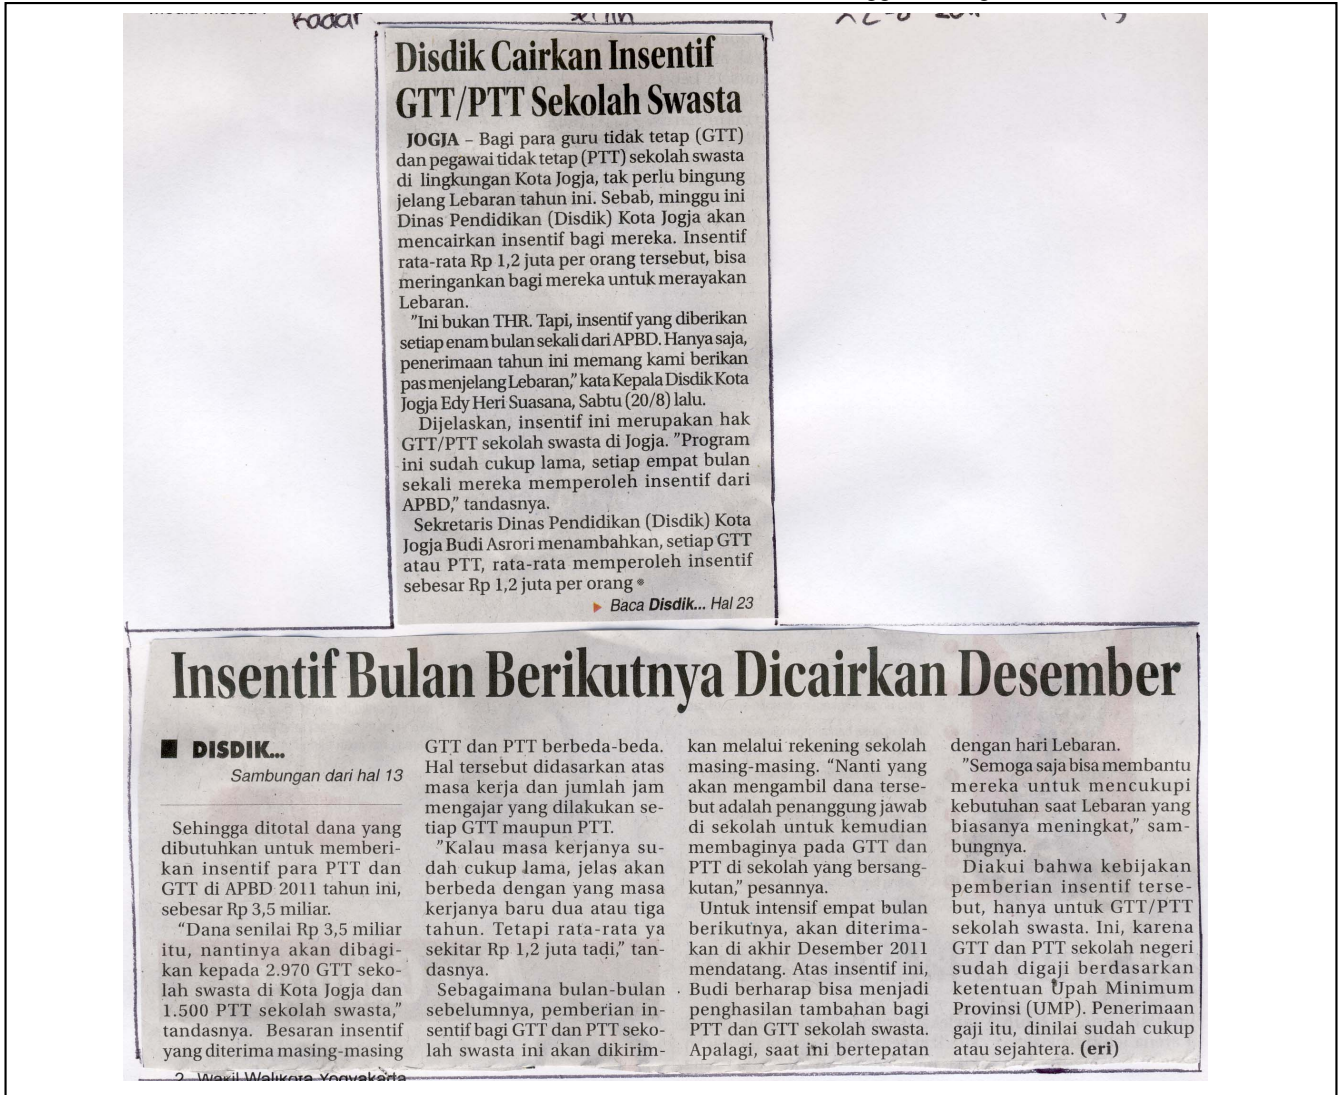 Radar
Disdik Cairkan Insentif
GTT/PTT Sekolah Swasta
JOGJA – Bagi para guru tidak tetap (GTT)
dan pegawai tidak tetap (PTT) sekolah swasta
di lingkungan Kota Jogja, tak perlu bingung
jelang Lebaran tahun ini. Sebab, minggu ini
Dinas Pendidikan (Disdik) Kota Jogja akan
mencairkan insentif bagi mereka. Insentif
rata-rata Rp 1,2 juta per orang tersebut, bisa
meringankan bagi mereka untuk merayakan
Lebaran.
"Ini bukan THR. Tapi, insentif yang diberikan
setiap enam bulan sekali dari APBD. Hanya saja,
penerimaan tahun ini memang kami berikan
pas menjelang Lebaran," kata Kepala Disdik Kota
Jogja Edy Heri Suasana, Sabtu (20/8) lalu.
Dijelaskan, insentif ini merupakan hak
GTT/PTT sekolah swasta di Jogja. "Program
ini sudah cukup lama, setiap empat bulan
sekali mereka memperoleh insentif dari
APBD," tandasnya.
Sekretaris Dinas Pendidikan (Disdik) Kota
Jogja Budi Asrori menambahkan, setiap GTT
atau PTT, rata-rata memperoleh insentif
sebesar Rp 1,2 juta per orang
Baca Disdik... Hal 23
Insentif Bulan Berikutnya Dicairkan Desember
DISDIK...
Sambungan dari hal 13
Sehingga ditotal dana yang
dibutuhkan untuk memberi-
kan insentif para PTT dan
GTT di APBD 2011 tahun ini,
sebesar Rp 3,5 miliar.
"Dana senilai Rp 3,5 miliar
itu, nantinya akan dibagi-
kan kepada 2.970 GTT seko-
lah swasta di Kota Jogja dan
1.500 PTT sekolah swasta,"
tandasnya. Besaran insentif
yang diterima masing-masing
GTT dan PTT berbeda-beda.
Hal tersebut didasarkan atas
masa kerja dan jumlah jam
mengajar yang dilakukan se-
tiap GTT maupun PTT.
"Kalau masa kerjanya su-
dah cukup lama, jelas akan
berbeda dengan yang masa
kerjanya baru dua atau tiga
tahun. Tetapi rata-rata ya
sekitar Rp 1,2 juta tadi," tan-
dasnya.
Sebagaimana bulan-bulan
sebelumnya, pemberian in-
sentif bagi GTT dan PTT seko-
lah swasta ini akan dikirim-
kan melalui rekening sekolah
masing-masing. "Nanti yang
akan mengambil dana terse-
but adalah penanggung jawab
di sekolah untuk kemudian
membaginya pada GTT dan
PTT di sekolah yang bersang-
kutan," pesannya.
Untuk intensif empat bulan
berikutnya, akan diterima-
kan di akhir Desember 2011
mendatang. Atas insentif ini,
Budi berharap bisa menjadi
penghasilan tambahan bagi
PTT dan GTT sekolah swasta.
Apalagi, saat ini bertepatan
dengan hari Lebaran.
"Semoga saja bisa membantu
mereka untuk mencukupi
kebutuhan saat Lebaran yang
biasanya meningkat," sam-
bungnya.
Diakui bahwa kebijakan
pemberian insentif terse-
but, hanya untuk GTT/PTT
sekolah swasta. Ini, karena
GTT dan PTT sekolah negeri
sudah digaji berdasarkan
ketentuan Upah Minimum
Provinsi (UMP). Penerimaan
gaji itu, dinilai sudah cukup
atau sejahtera. (eri)
2. Wakil Walikota Yogyakarta